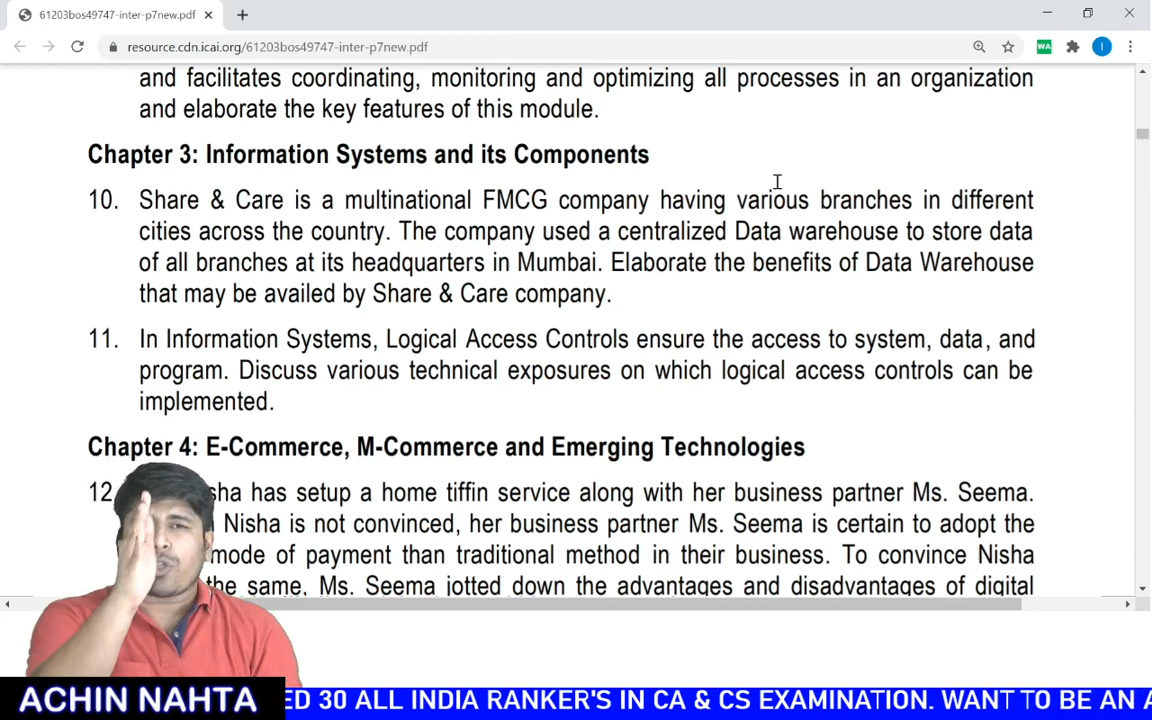 61203bos49747-inter-p7new.pdf
resource.cdn.icai.org/61203bos49747-inter-p7new.pdf
WA
I
and facilitates coordinating, monitoring and optimizing all processes in an organization
and elaborate the key features of this module.
Chapter 3: Information Systems and its Components
10. Share & Care is a multinational FMCG company having various branches in different
cities across the country. The company used a centralized Data warehouse to store data
of all branches at its headquarters in Mumbai. Elaborate the benefits of Data Warehouse
that may be availed by Share & Care company.
11. In Information Systems, Logical Access Controls ensure the access to system, data, and
program. Discuss various technical exposures on which logical access controls can be
implemented.
Chapter 4: E-Commerce, M-Commerce and Emerging Technologies
12 sha has setup a home tiffin service along with her business partner Ms. Seema.
Nisha is not convinced, her business partner Ms. Seema is certain to adopt the
mode of payment than traditional method in their business. To convince Nisha
the same, Ms. Seema jotted down the advantages and disadvantages of digital
ACHIN NAHTA
ED 30 ALL INDIA RANKER'S IN CA & CS EXAMINATION. WANT TO BE AN A